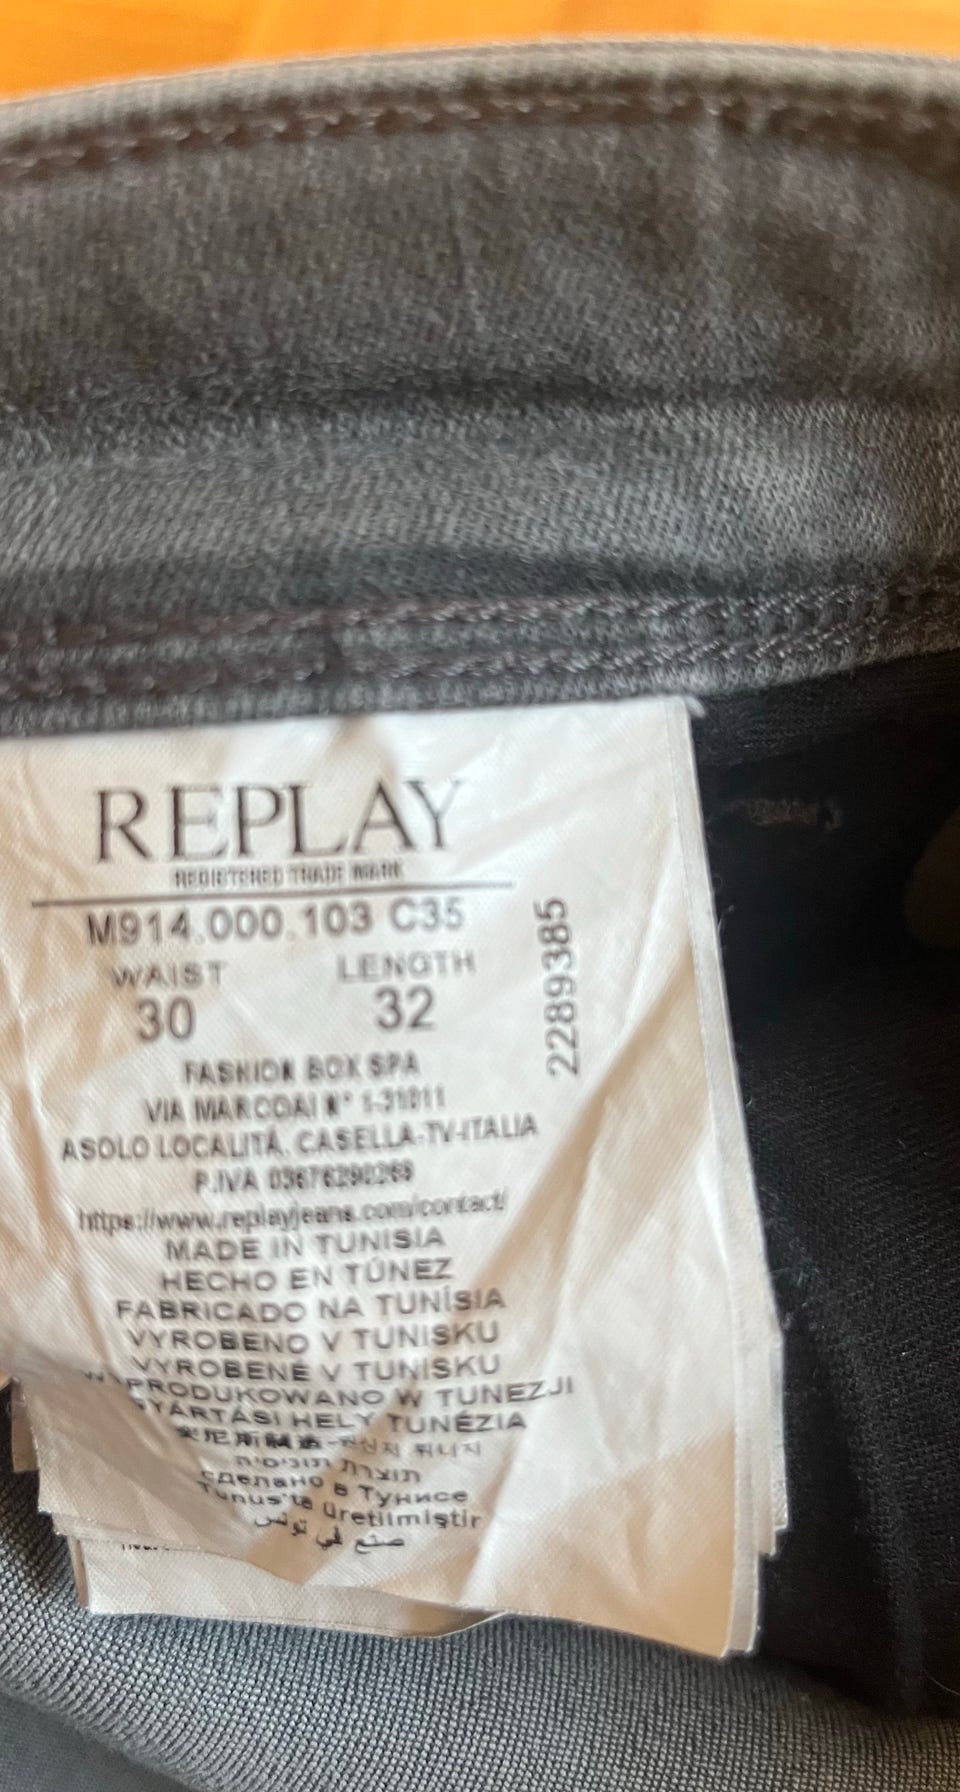 REPLAY
REGISTERED TRADE MARK
M914.000.103 C35
WAIST LENGTH
30 32
2289385
FASHION BOX SPA
VIA MARCOAI N° 1-31011
ASOLO LOCALITÁ, CASELLA-TV-ITALIA
P.IVA 03676290269
https://www.replayjeans.com/contact/
MADE IN TUNISIA
HECHO EN TÚNEZ
FABRICADO NA TUNÍSIA
VYROBENO V TUNISKU
VYROBENÉ V TUNISKU
WYPRODUKOWANO W TUNEZJI
GYÁRTÁSI HELY TUNÉZIA
תוצרת תוניסיה
сделано в Тунисе
Tunus'ta üretilmiştir
صنع في تونس